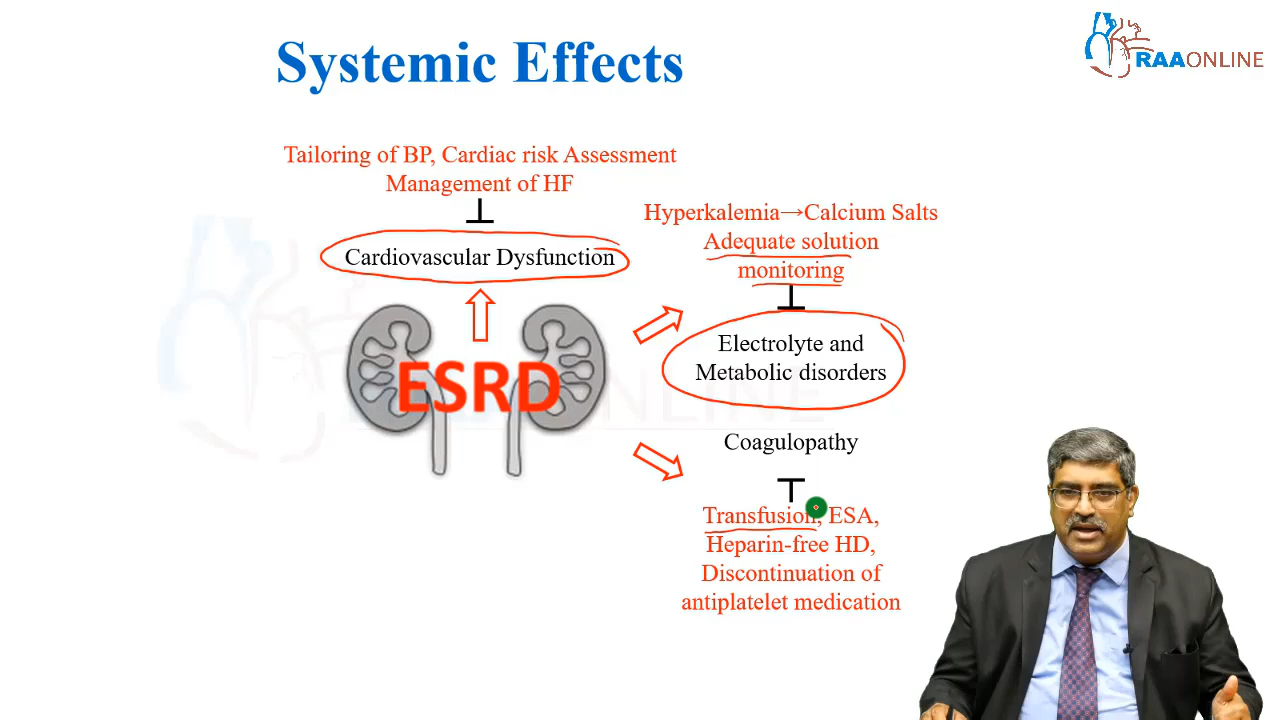 Systemic Effects
RAAONLINE
Tailoring of BP, Cardiac risk Assessment
Management of HF
Hyperkalemia→Calcium Salts
Adequate solution
monitoring
Cardiovascular Dysfunction
Electrolyte and
Metabolic disorders
ESRD
ONLINE
Coagulopathy
Transfusion, ESA,
Heparin-free HD,
Discontinuation of
antiplatelet medication